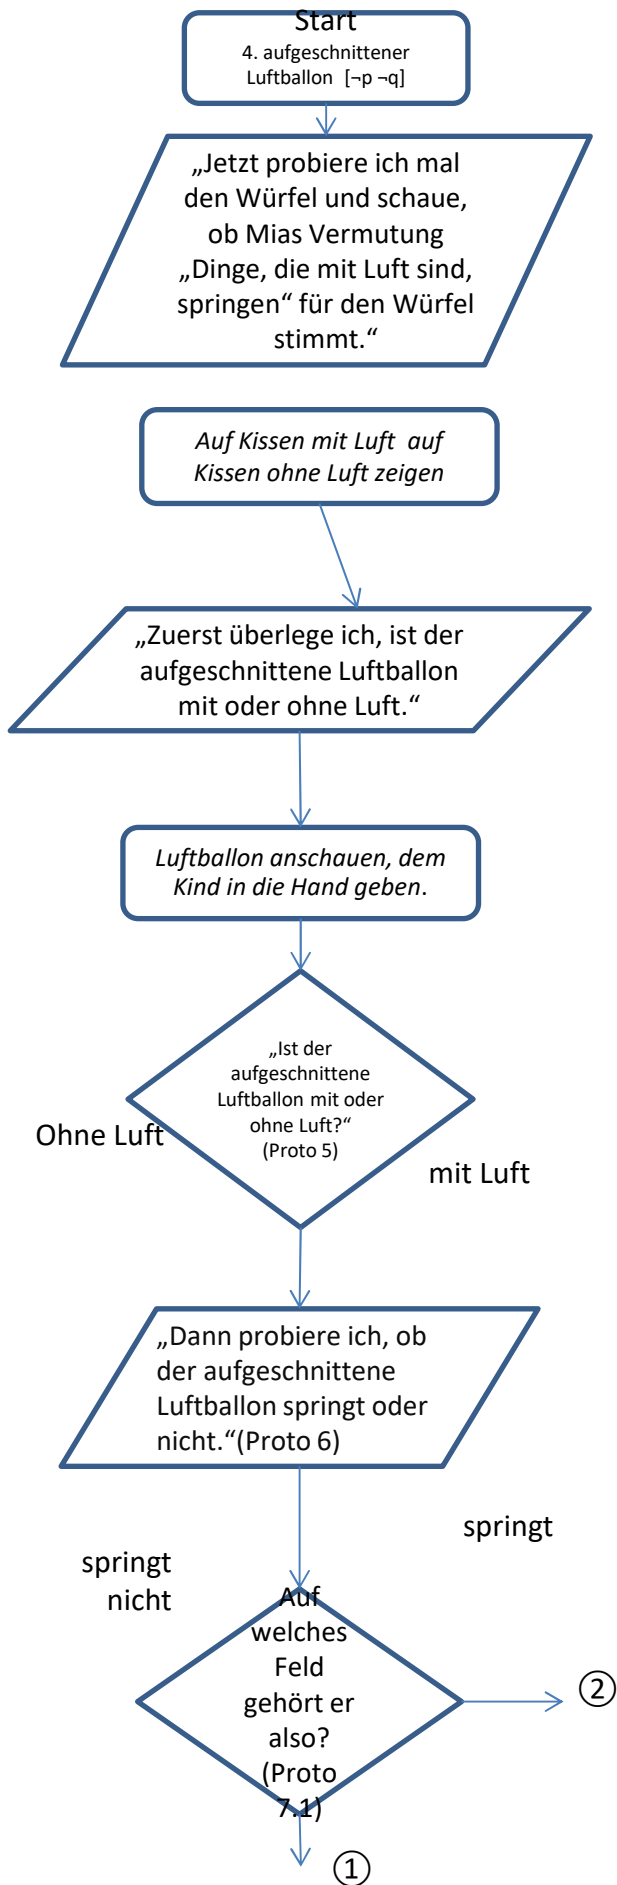 Start
4. aufgeschnittener
Luftballon [¬p ¬q]
„Jetzt probiere ich mal
den Würfel und schaue,
ob Mias Vermutung
„Dinge, die mit Luft sind,
springen“ für den Würfel
stimmt.“
Auf Kissen mit Luft auf
Kissen ohne Luft zeigen
„Zuerst überlege ich, ist der
aufgeschnittene Luftballon
mit oder ohne Luft.“
Luftballon anschauen, dem
Kind in die Hand geben.
„Ist der
aufgeschnittene
Luftballon mit oder
ohne Luft?“
(Proto 5)
Ohne Luft
mit Luft
„Dann probiere ich, ob
der aufgeschnittene
Luftballon springt oder
nicht.“(Proto 6)
springt
springt
nicht
Auf
welches
Feld
gehört er
also?
(Proto
7.1)
②
①